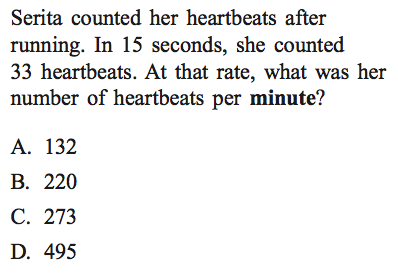 Serita counted her heartbeats after
running. In 15 seconds, she counted
33 heartbeats. At that rate, what was her
number of heartbeats per minute?
A. 132
B. 220
C. 273
D. 495